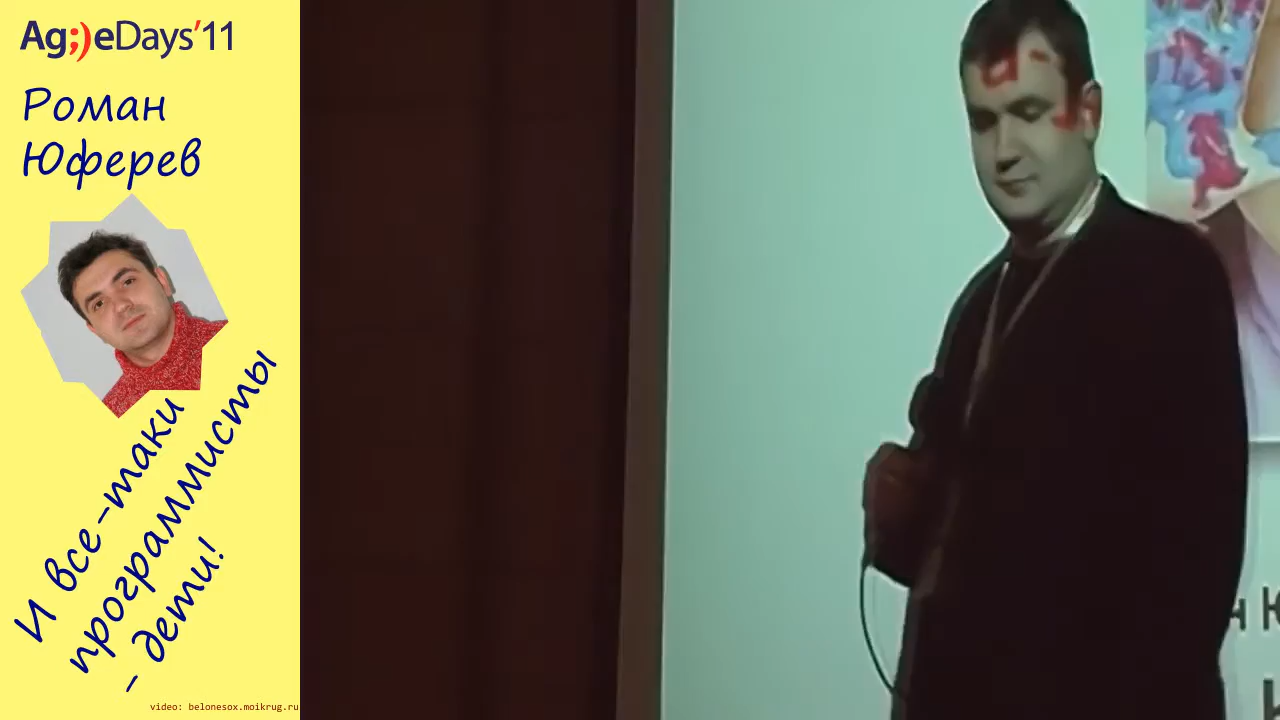 Ag;)eDays'11
Роман
Юферев
И все-таки
программисты
- дети!
video: belonesox.moikrug.ru
н Ю